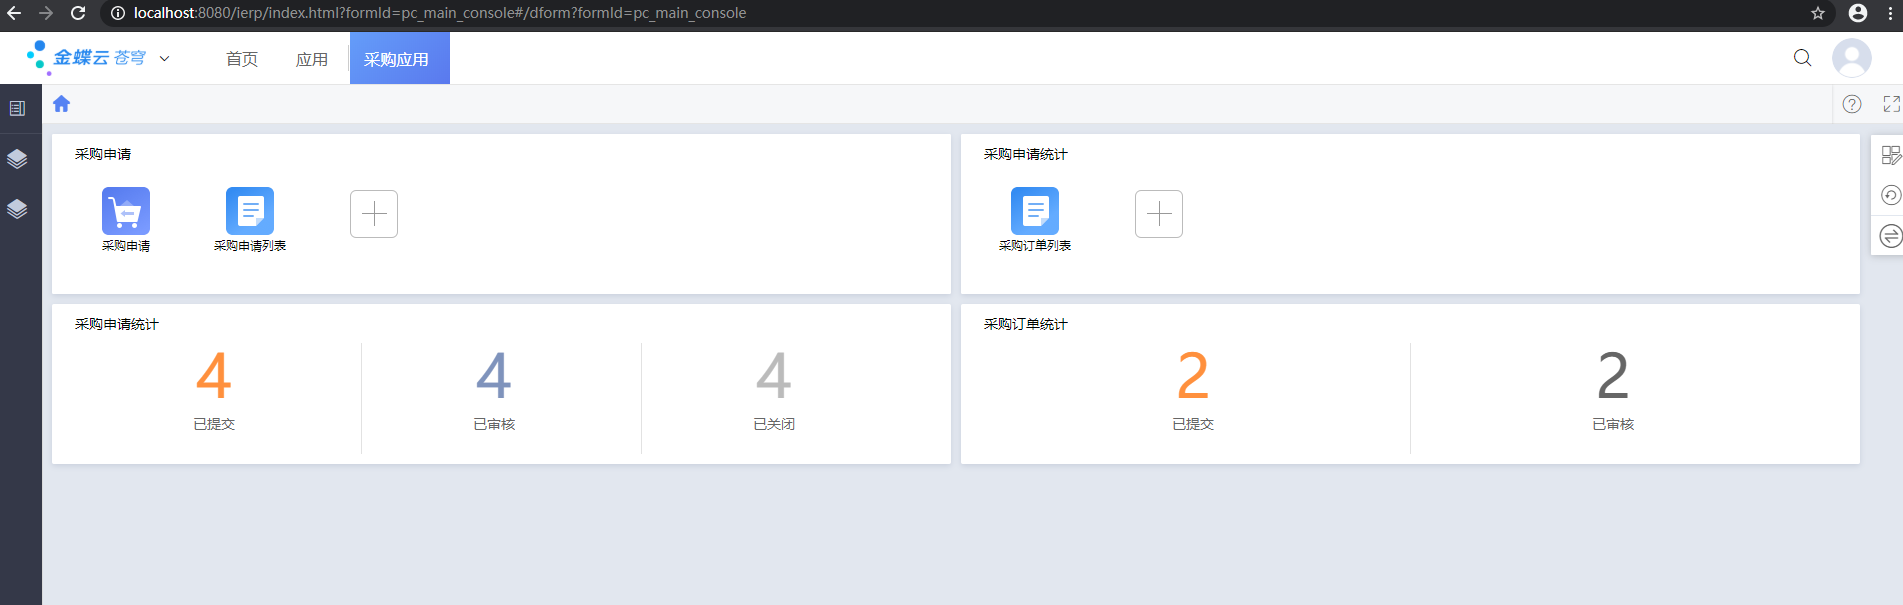 localhost:8080/ierp/index.html?formId=pc_main_console#/dform?formId=pc_main_console
金蝶云 苍穹
首页
应用
采购应用
采购申请
采购申请
采购申请列表
采购申请统计
采购订单列表
采购申请统计
4
已提交
4
已审核
4
已关闭
采购订单统计
2
已提交
2
已审核